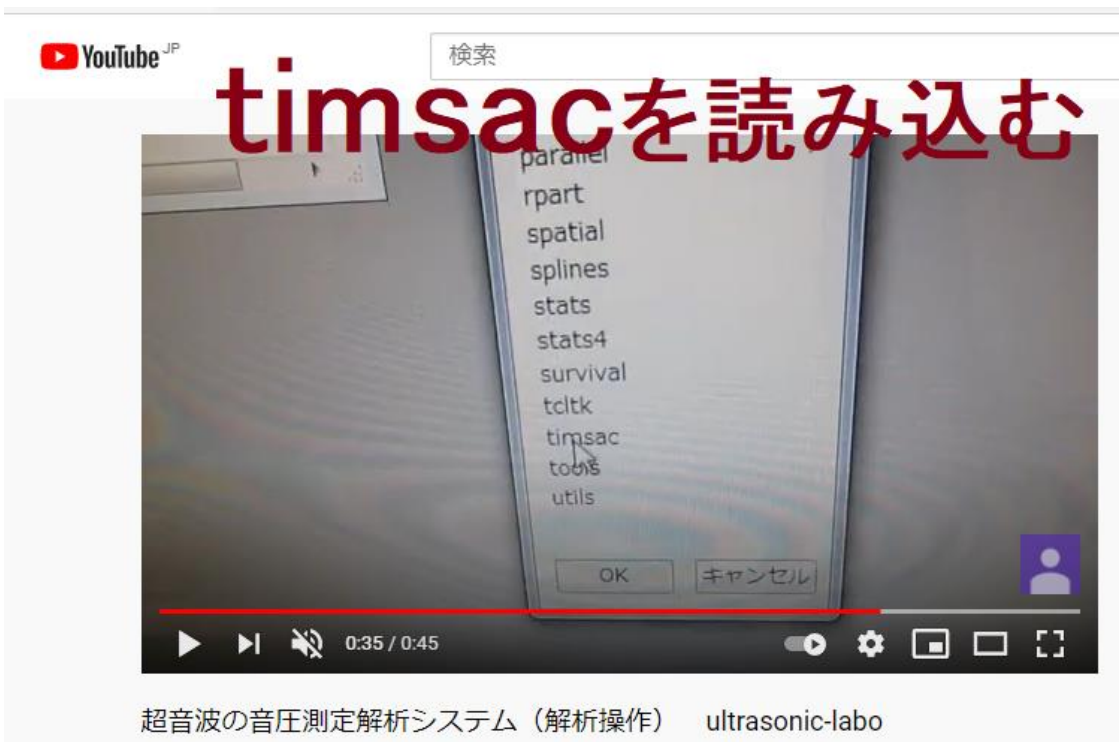 YouTube JP
検索
timsacを読み込む
parallel
rpart
spatial
splines
stats
stats4
survival
tcltk
timsac
tools
utils
OK キャンセル
0:35 / 0:45
超音波の音圧測定解析システム（解析操作） ultrasonic-labo